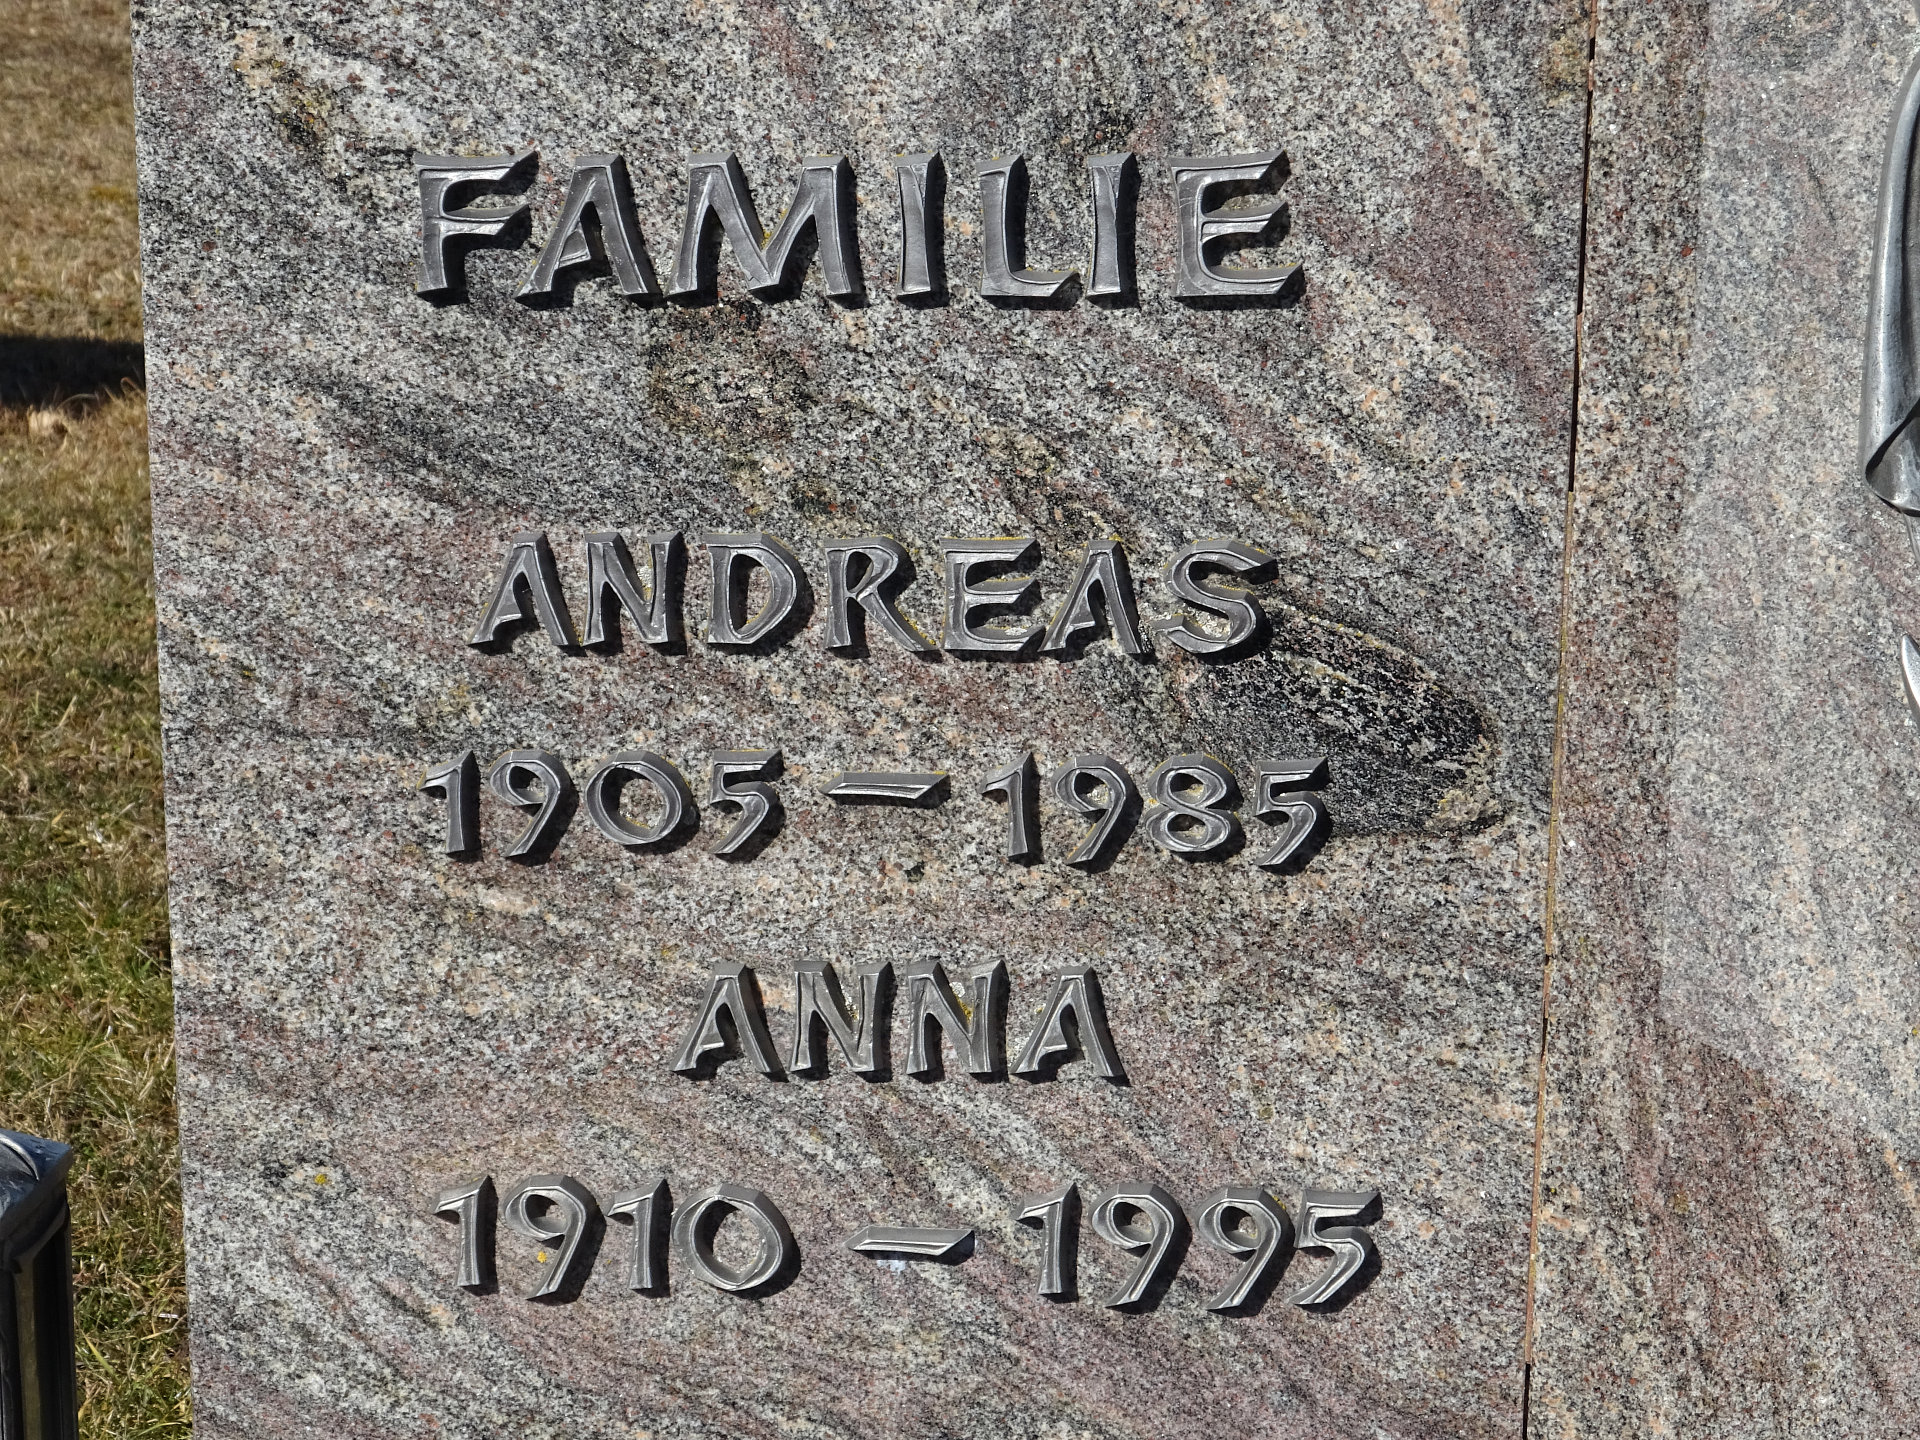 FAMILIE
ANDREAS
1905 – 1985
ANNA
1910 – 1995